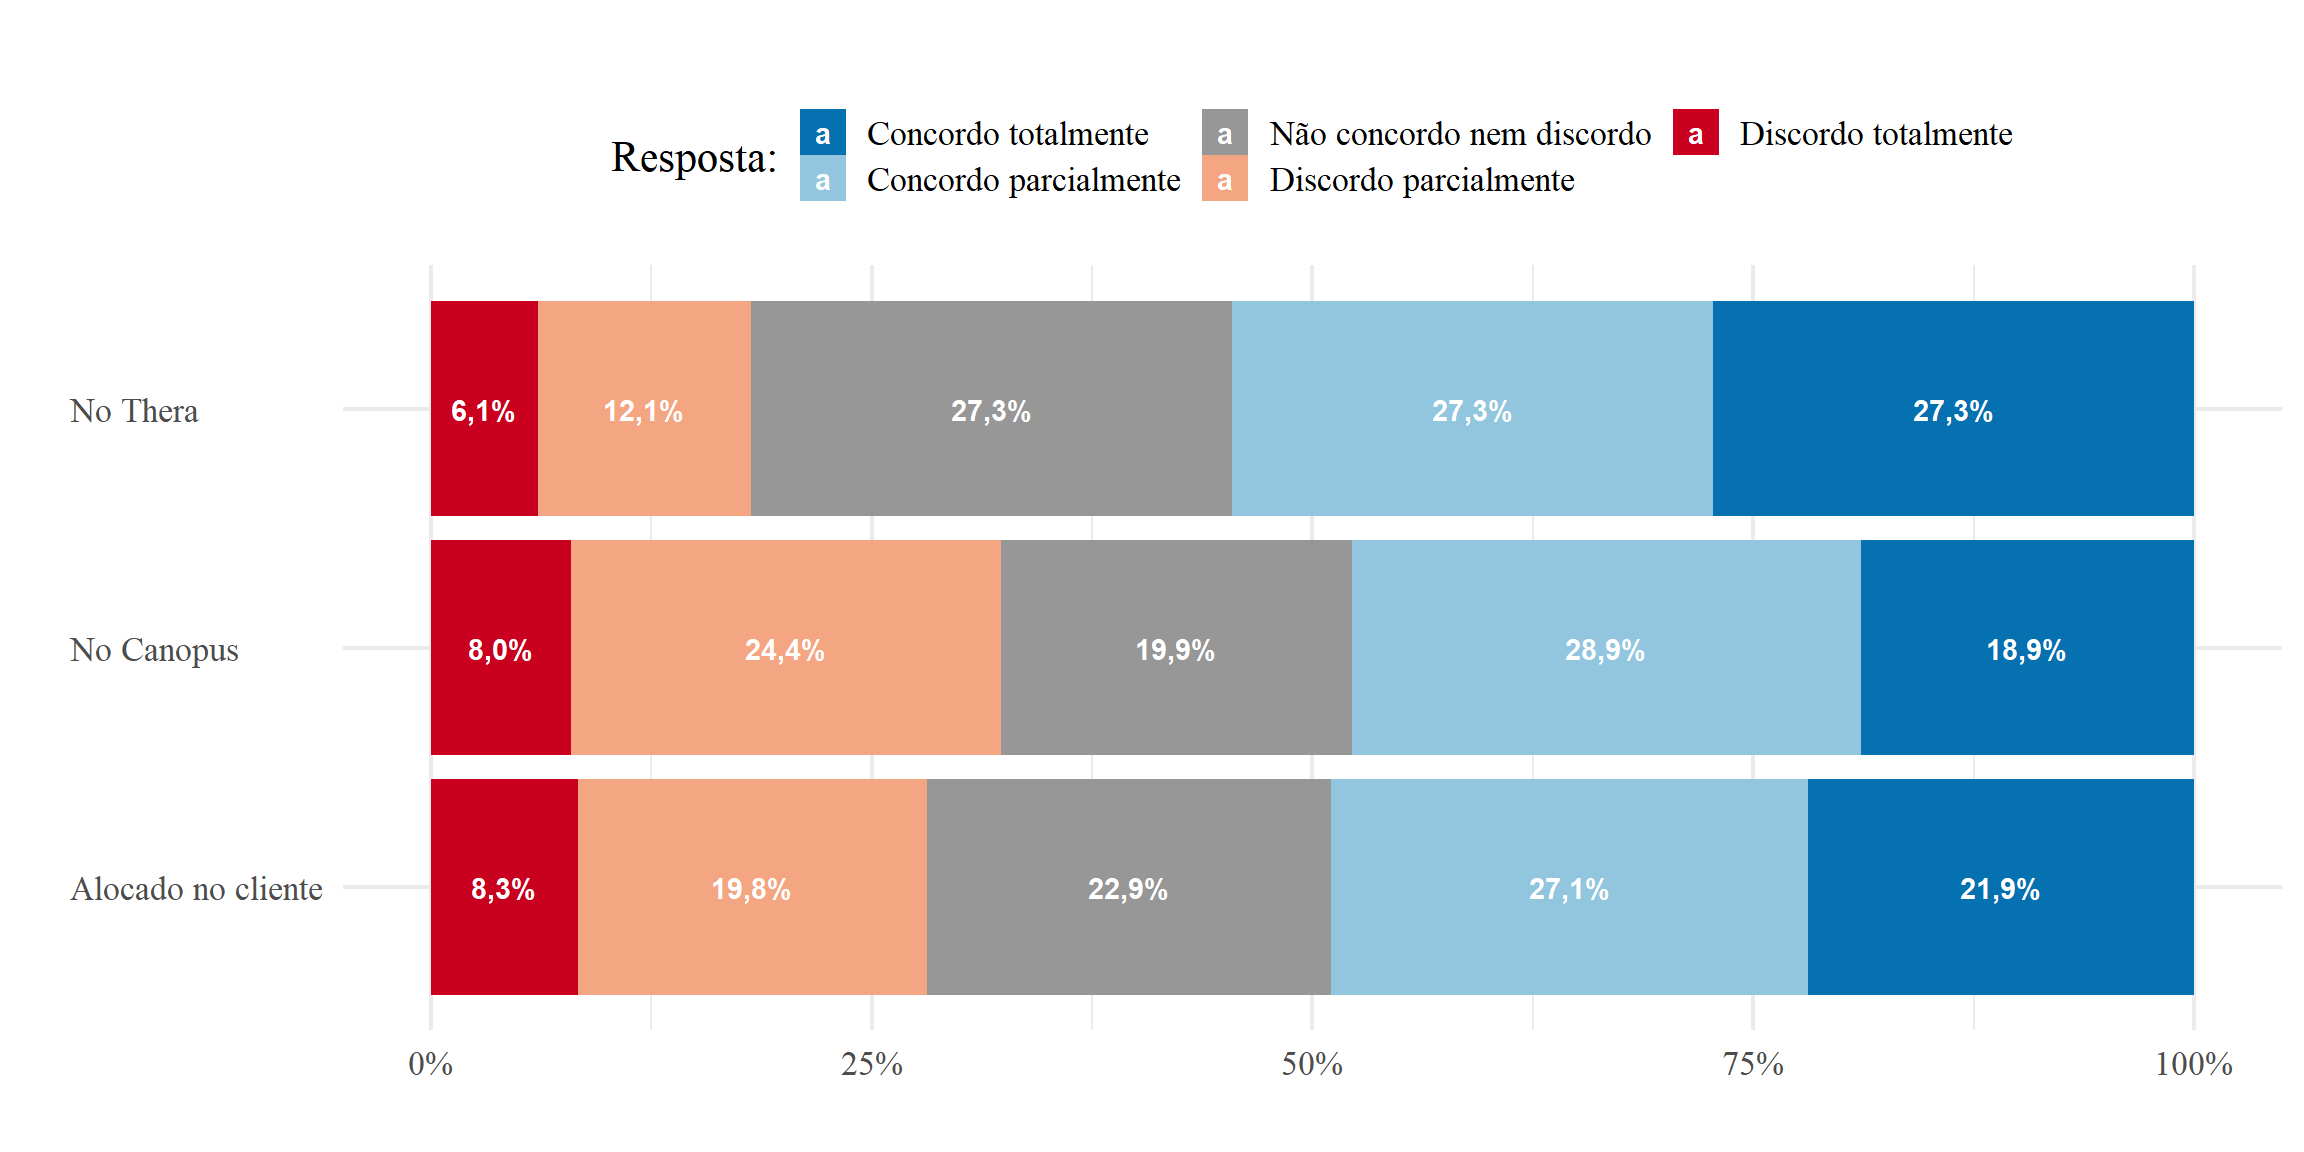 Resposta:
a Concordo totalmente a Não concordo nem discordo a Discordo totalmente
a Concordo parcialmente a Discordo parcialmente
No Thera 6,1% 12,1% 27,3% 27,3% 27,3%
No Canopus 8,0% 24,4% 19,9% 28,9% 18,9%
Alocado no cliente 8,3% 19,8% 22,9% 27,1% 21,9%
0% 25% 50% 75% 100%